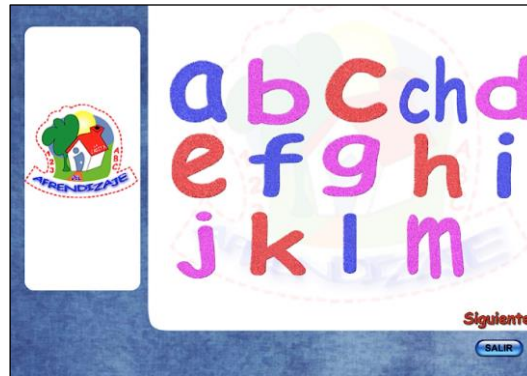 a b c ch d
e f g h i
j k l m
APRENDIZAJE
Siguiente
SALIR